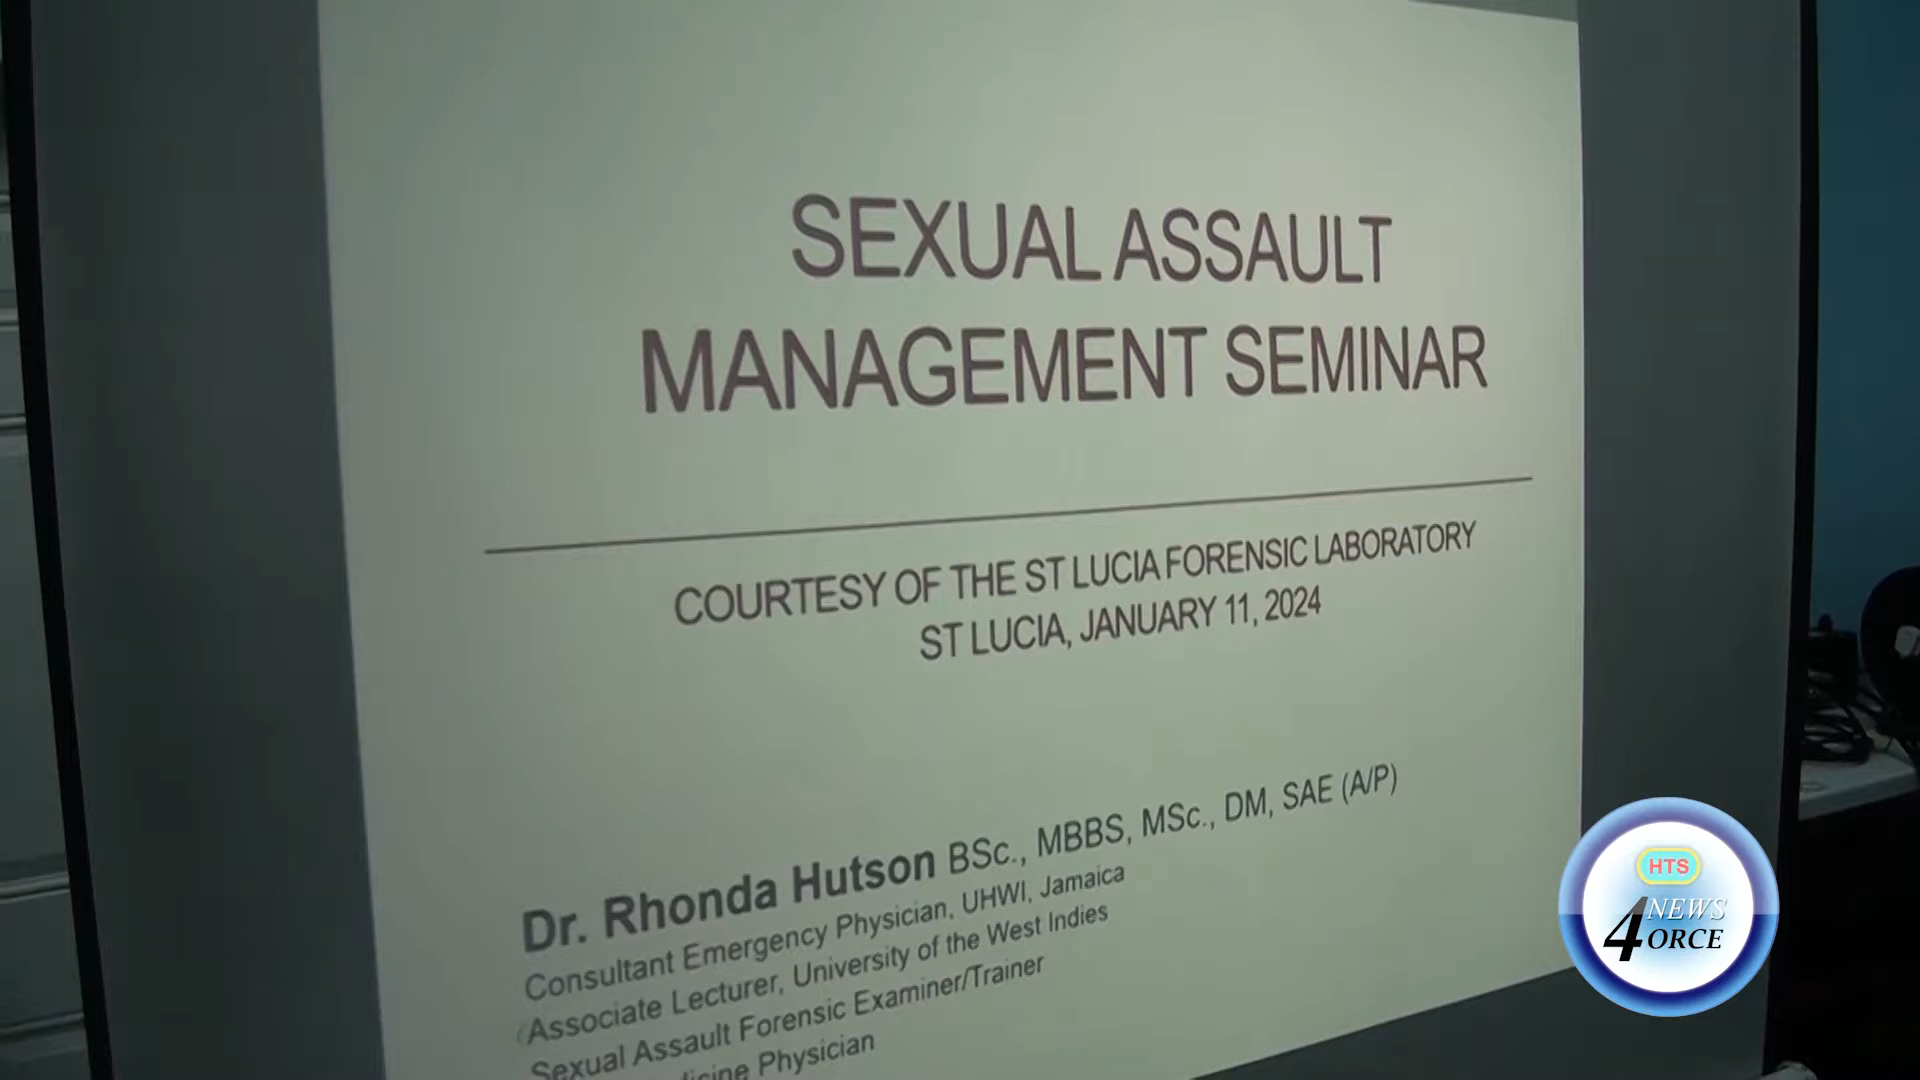 SEXUAL ASSAULT
MANAGEMENT SEMINAR
COURTESY OF THE ST LUCIA FORENSIC LABORATORY
ST LUCIA, JANUARY 11, 2024
Dr. Rhonda Hutson BSc., MBBS, MSc., DM, SAE (A/P)
Consultant Emergency Physician, UHWI, Jamaica
Associate Lecturer, University of the West Indies
Sexual Assault Forensic Examiner/Trainer
Physician
HTS
NEWS
4ORCE